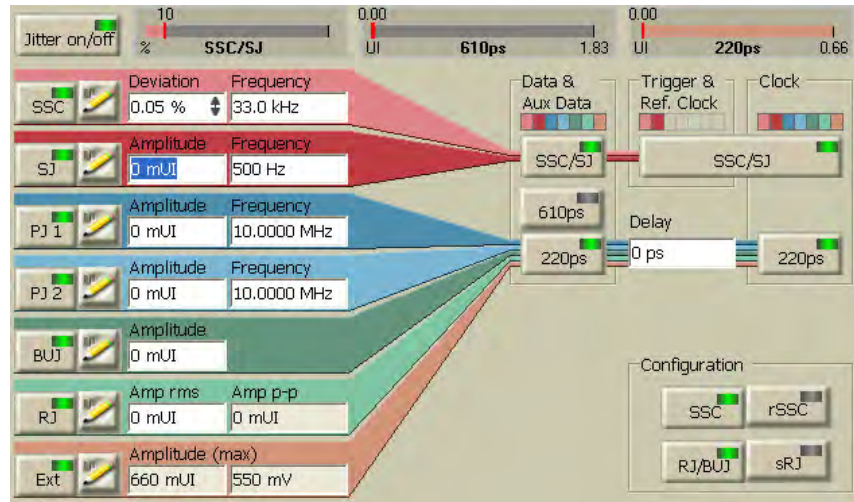 Jitter on/off
10
% SSC/SJ
0.00
UI 610ps 1.83
0.00
UI 220ps 0.66
SSC
Deviation Frequency
0.05 % 33.0 kHz
SJ
Amplitude Frequency
0 mUI 500 Hz
PJ 1
Amplitude Frequency
0 mUI 10.0000 MHz
PJ 2
Amplitude Frequency
0 mUI 10.0000 MHz
BUJ
Amplitude
0 mUI
RJ
Amp rms Amp p-p
0 mUI 0 mUI
Ext
Amplitude (max)
660 mUI 550 mV
Data &
Aux Data
SSC/SJ
610ps
220ps
Trigger &
Ref. Clock
Clock
SSC/SJ
Delay
0 ps
220ps
Configuration
SSC rSSC
RJ/BUJ sRJ